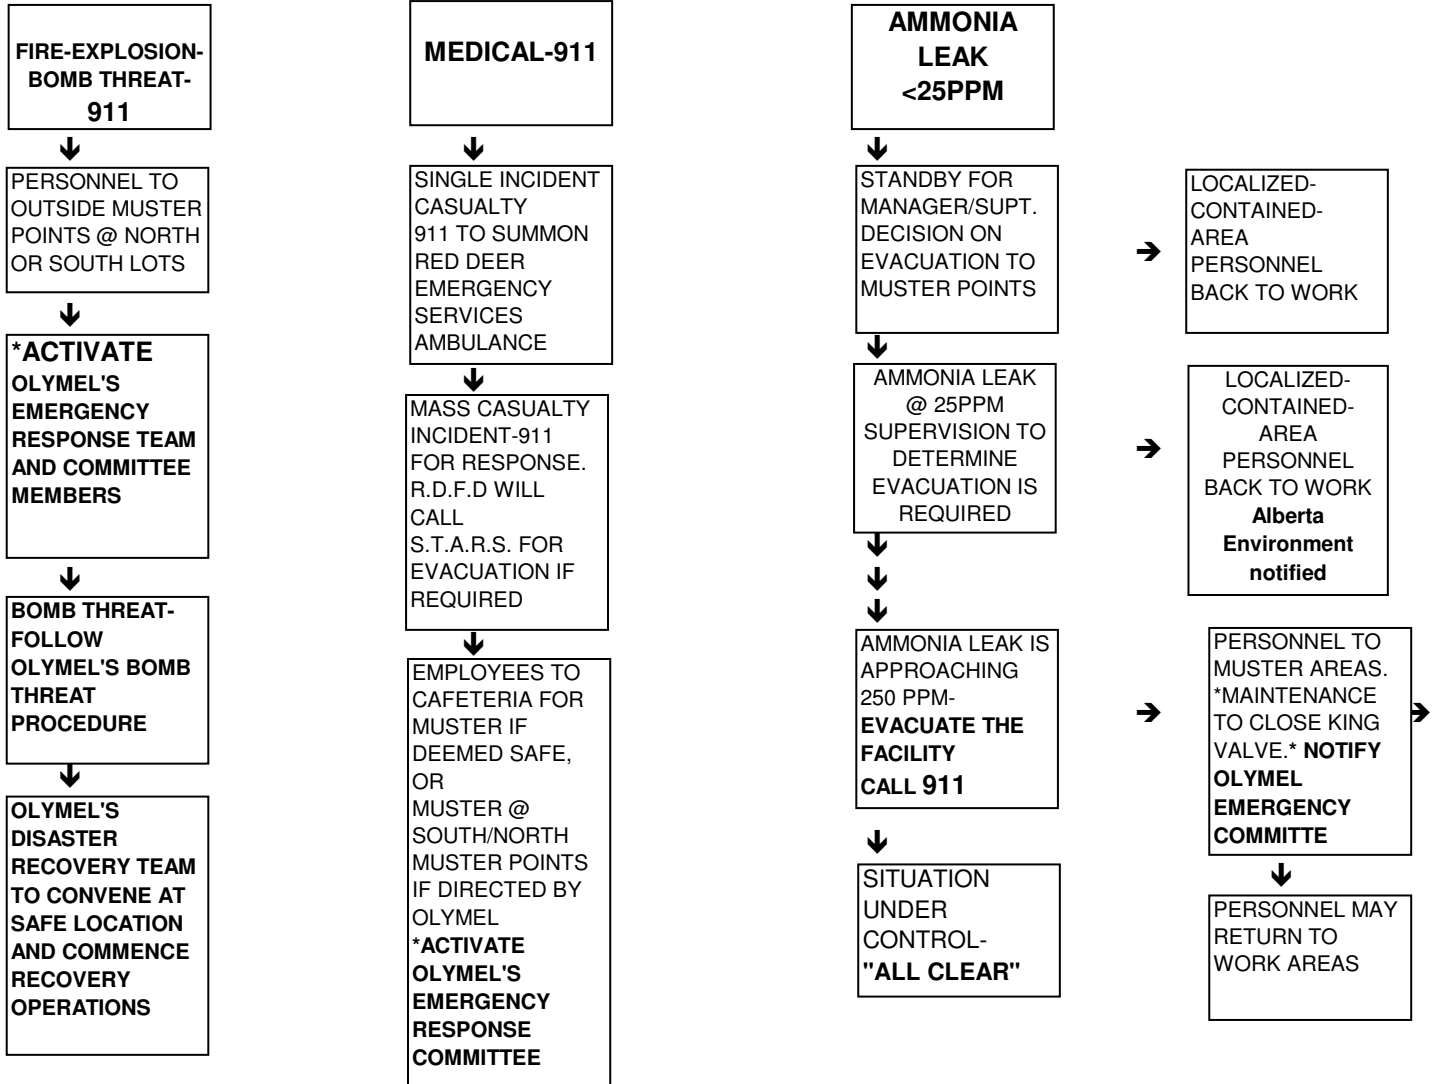 FIRE-EXPLOSION-
BOMB THREAT-
911
PERSONNEL TO
OUTSIDE MUSTER
POINTS @ NORTH
OR SOUTH LOTS
*ACTIVATE
OLYMEL'S
EMERGENCY
RESPONSE TEAM
AND COMMITTEE
MEMBERS
BOMB THREAT-
FOLLOW
OLYMEL'S BOMB
THREAT
PROCEDURE
OLYMEL'S
DISASTER
RECOVERY TEAM
TO CONVENE AT
SAFE LOCATION
AND COMMENCE
RECOVERY
OPERATIONS
MEDICAL-911
SINGLE INCIDENT
CASUALTY
911 TO SUMMON
RED DEER
EMERGENCY
SERVICES
AMBULANCE
MASS CASUALTY
INCIDENT-911
FOR RESPONSE.
R.D.F.D WILL
CALL
S.T.A.R.S. FOR
EVACUATION IF
REQUIRED
EMPLOYEES TO
CAFETERIA FOR
MUSTER IF
DEEMED SAFE,
OR
MUSTER @
SOUTH/NORTH
MUSTER POINTS
IF DIRECTED BY
OLYMEL
*ACTIVATE
OLYMEL'S
EMERGENCY
RESPONSE
COMMITTEE
AMMONIA
LEAK
<25PPM
STANDBY FOR
MANAGER/SUPT.
DECISION ON
EVACUATION TO
MUSTER POINTS
LOCALIZED-
CONTAINED-
AREA
PERSONNEL
BACK TO WORK
AMMONIA LEAK
@ 25PPM
SUPERVISION TO
DETERMINE
EVACUATION IS
REQUIRED
LOCALIZED-
CONTAINED-
AREA
PERSONNEL
BACK TO WORK
Alberta
Environment
notified
AMMONIA LEAK IS
APPROACHING
250 PPM-
EVACUATE THE
FACILITY
CALL 911
PERSONNEL TO
MUSTER AREAS.
*MAINTENANCE
TO CLOSE KING
VALVE.* NOTIFY
OLYMEL
EMERGENCY
COMMITTE
SITUATION
UNDER
CONTROL-
"ALL CLEAR"
PERSONNEL MAY
RETURN TO
WORK AREAS